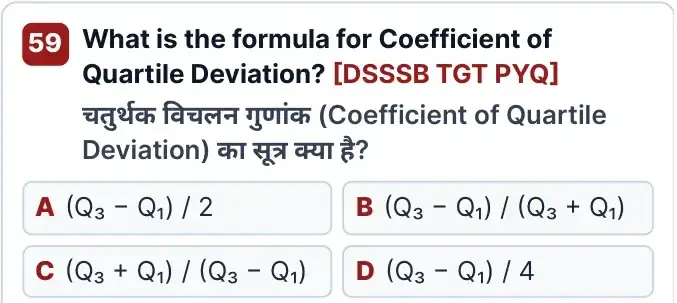 59 What is the formula for Coefficient of
Quartile Deviation? [DSSSB TGT PYQ]
चतुर्थक विचलन गुणांक (Coefficient of Quartile
Deviation) का सूत्र क्या है?
A (Q₃ − Q₁) / 2
B (Q₃ − Q₁) / (Q₃ + Q₁)
C (Q₃ + Q₁) / (Q₃ − Q₁)
D (Q₃ − Q₁) / 4